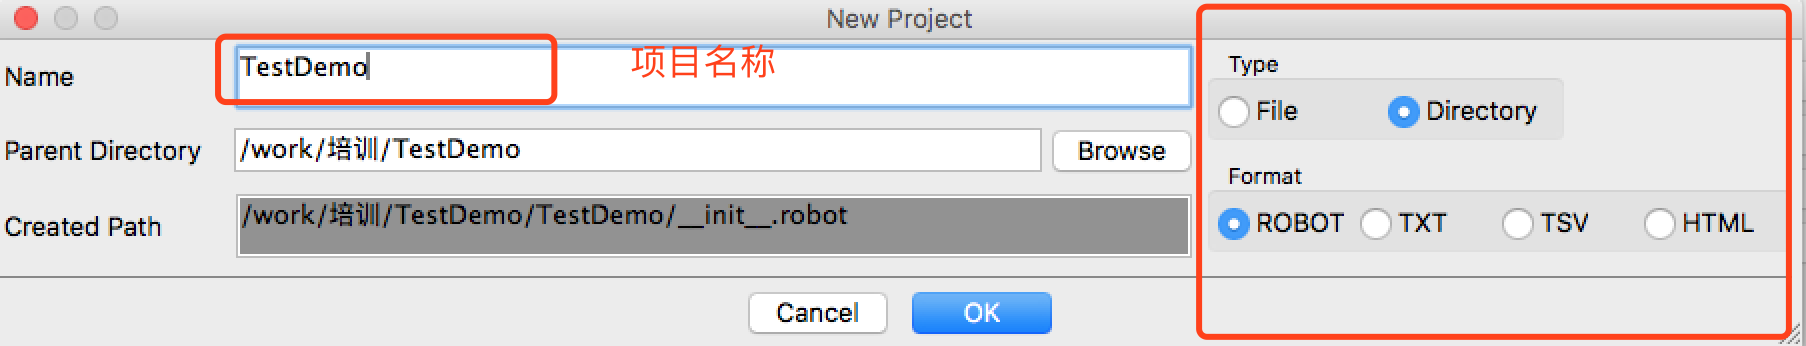 New Project
Name
TestDemo
项目名称
Parent Directory
/work/培训/TestDemo
Browse
Created Path
/work/培训/TestDemo/TestDemo/__init__.robot
Type
File
Directory
Format
ROBOT
TXT
TSV
HTML
Cancel
OK